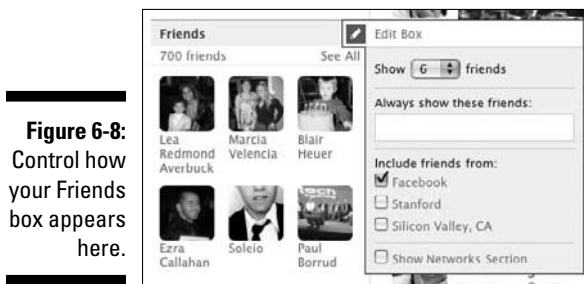 Figure 6-8:
Control how
your Friends
box appears
here.
Friends
700 friends
See All
Lea
Redmond
Averbuck
Marcia
Velencia
Blair
Heuer
Ezra
Callahan
Soleio
Paul
Borrud
Edit Box
Show 6 friends
Always show these friends:
Include friends from:
Facebook
Stanford
Silicon Valley, CA
Show Networks Section